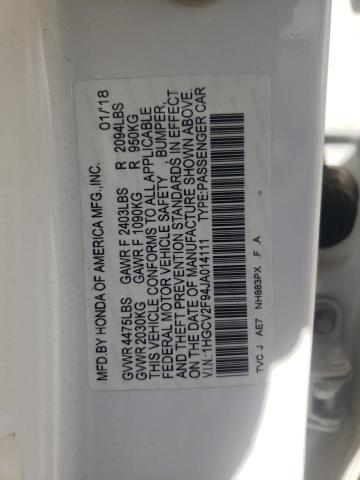 MFD.BY HONDA OF AMERICA MFG.,INC. 01/'18
GVWR 4475LBS GAWR F 2403LBS R 2094LBS
GVWR 2030KG GAWR F 1090KG R 950KG
THIS VEHICLE CONFORMS TO ALL APPLICABLE
FEDERAL MOTOR VEHICLE SAFETY, BUMPER,
AND THEFT PREVENTION STANDARDS IN EFFECT
ON THE DATE OF MANUFACTURE SHOWN ABOVE.
V.I.N.:1HGCV2F94JA014111 TYPE:PASSENGER CAR
TVC J AE7 NH883PX F A